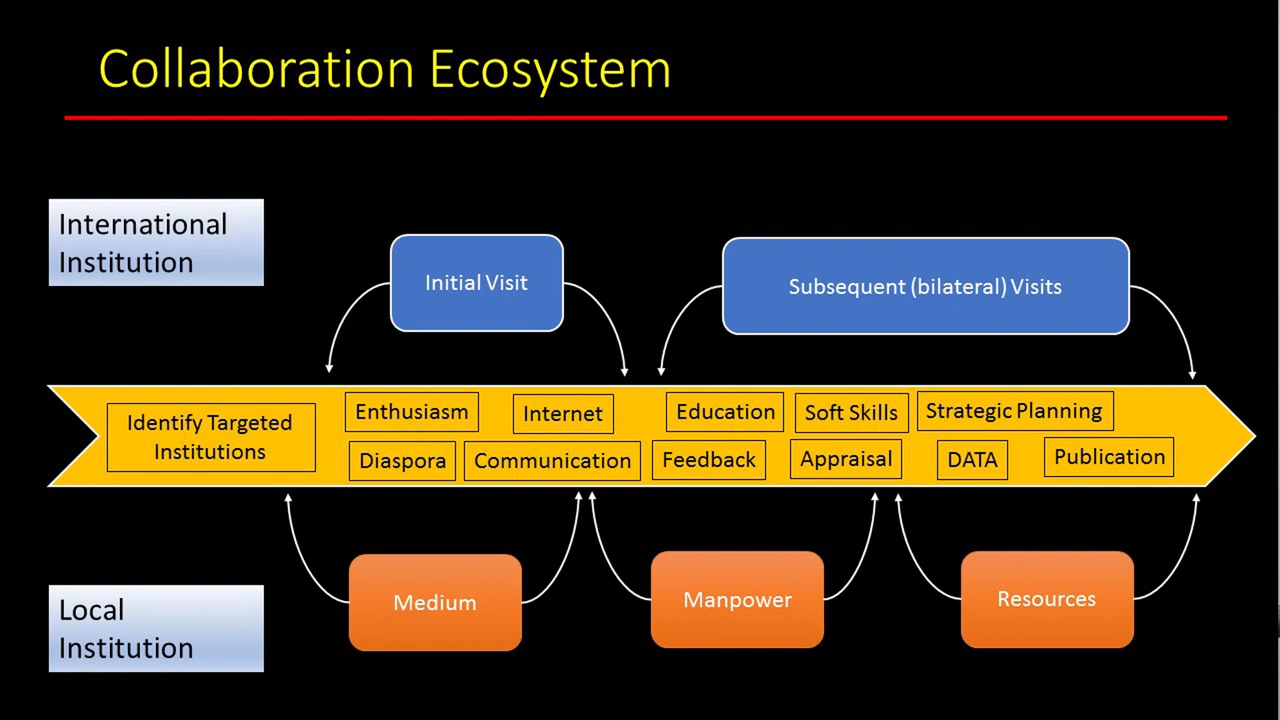 Collaboration Ecosystem
International
Institution
Initial Visit
Subsequent (bilateral) Visits
Identify Targeted
Institutions
Enthusiasm
Internet
Education
Soft Skills
Strategic Planning
Diaspora
Communication
Feedback
Appraisal
DATA
Publication
Medium
Manpower
Resources
Local
Institution